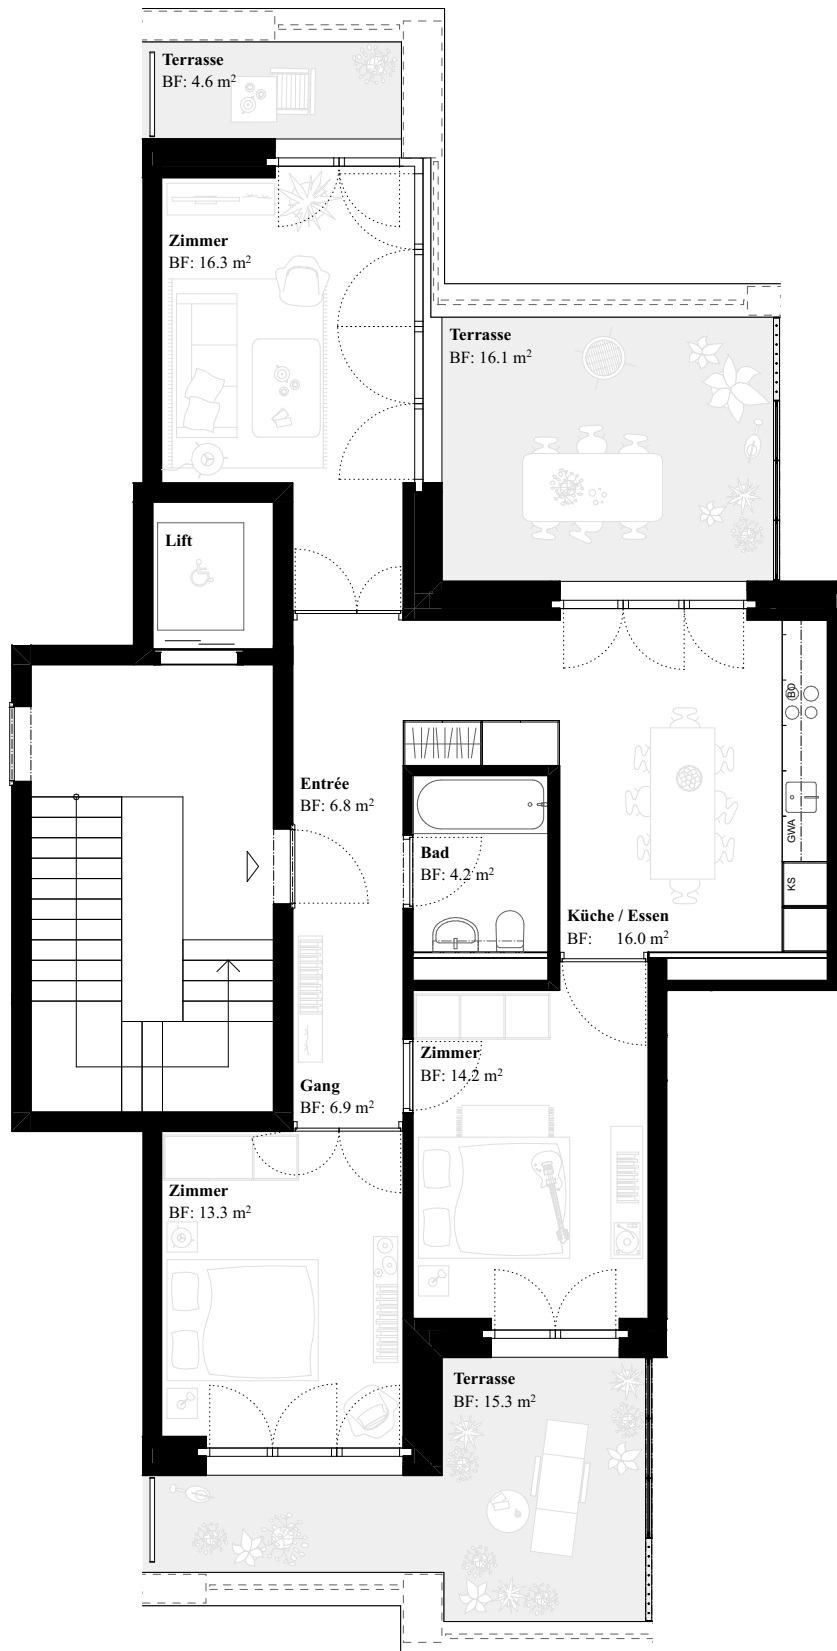 Terrasse
BF: 4.6 m²
Zimmer
BF: 16.3 m²
Terrasse
BF: 16.1 m²
Lift
BO
Entrée
BF: 6.8 m²
GWA
Bad
BF: 4.2 m²
KS
Küche / Essen
BF: 16.0 m²
Zimmer
BF: 14.2 m²
Gang
BF: 6.9 m²
Zimmer
BF: 13.3 m²
Terrasse
BF: 15.3 m²